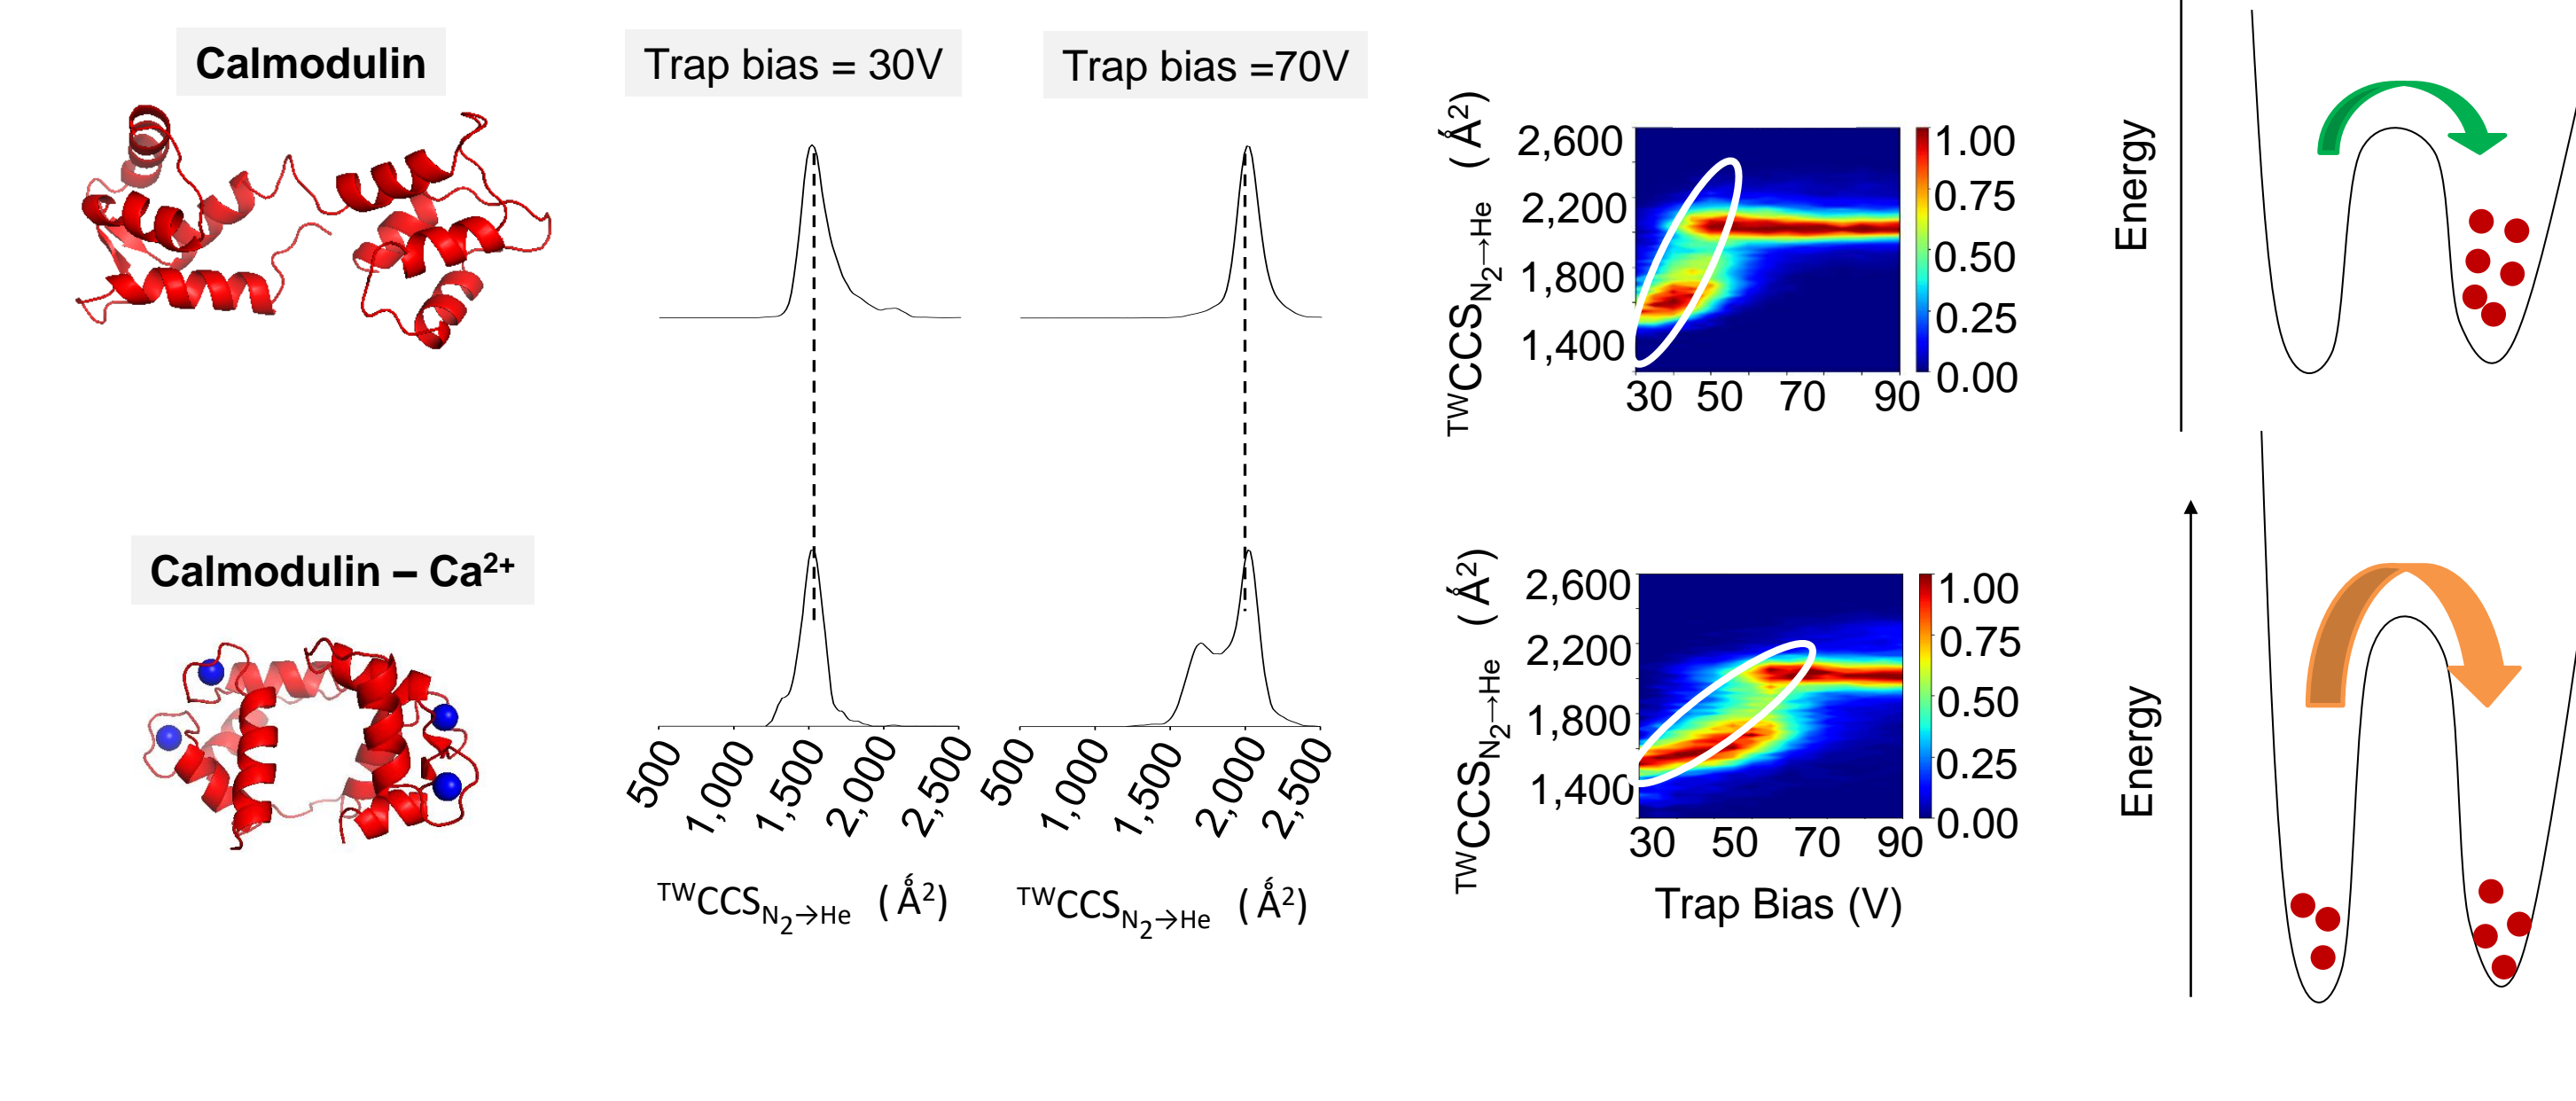 Calmodulin
Trap bias = 30V
Trap bias =70V
TWCCSN2→He (Å2)
2,600
2,200
1,800
1,400
30 50 70 90
1.00
0.75
0.50
0.25
0.00
Energy
Calmodulin – Ca2+
500 1,000 1,500 2,000 2,500
TWCCSN2→He (Å2)
500 1,000 1,500 2,000 2,500
TWCCSN2→He (Å2)
TWCCSN2→He (Å2)
2,600
2,200
1,800
1,400
30 50 70 90
Trap Bias (V)
1.00
0.75
0.50
0.25
0.00
Energy